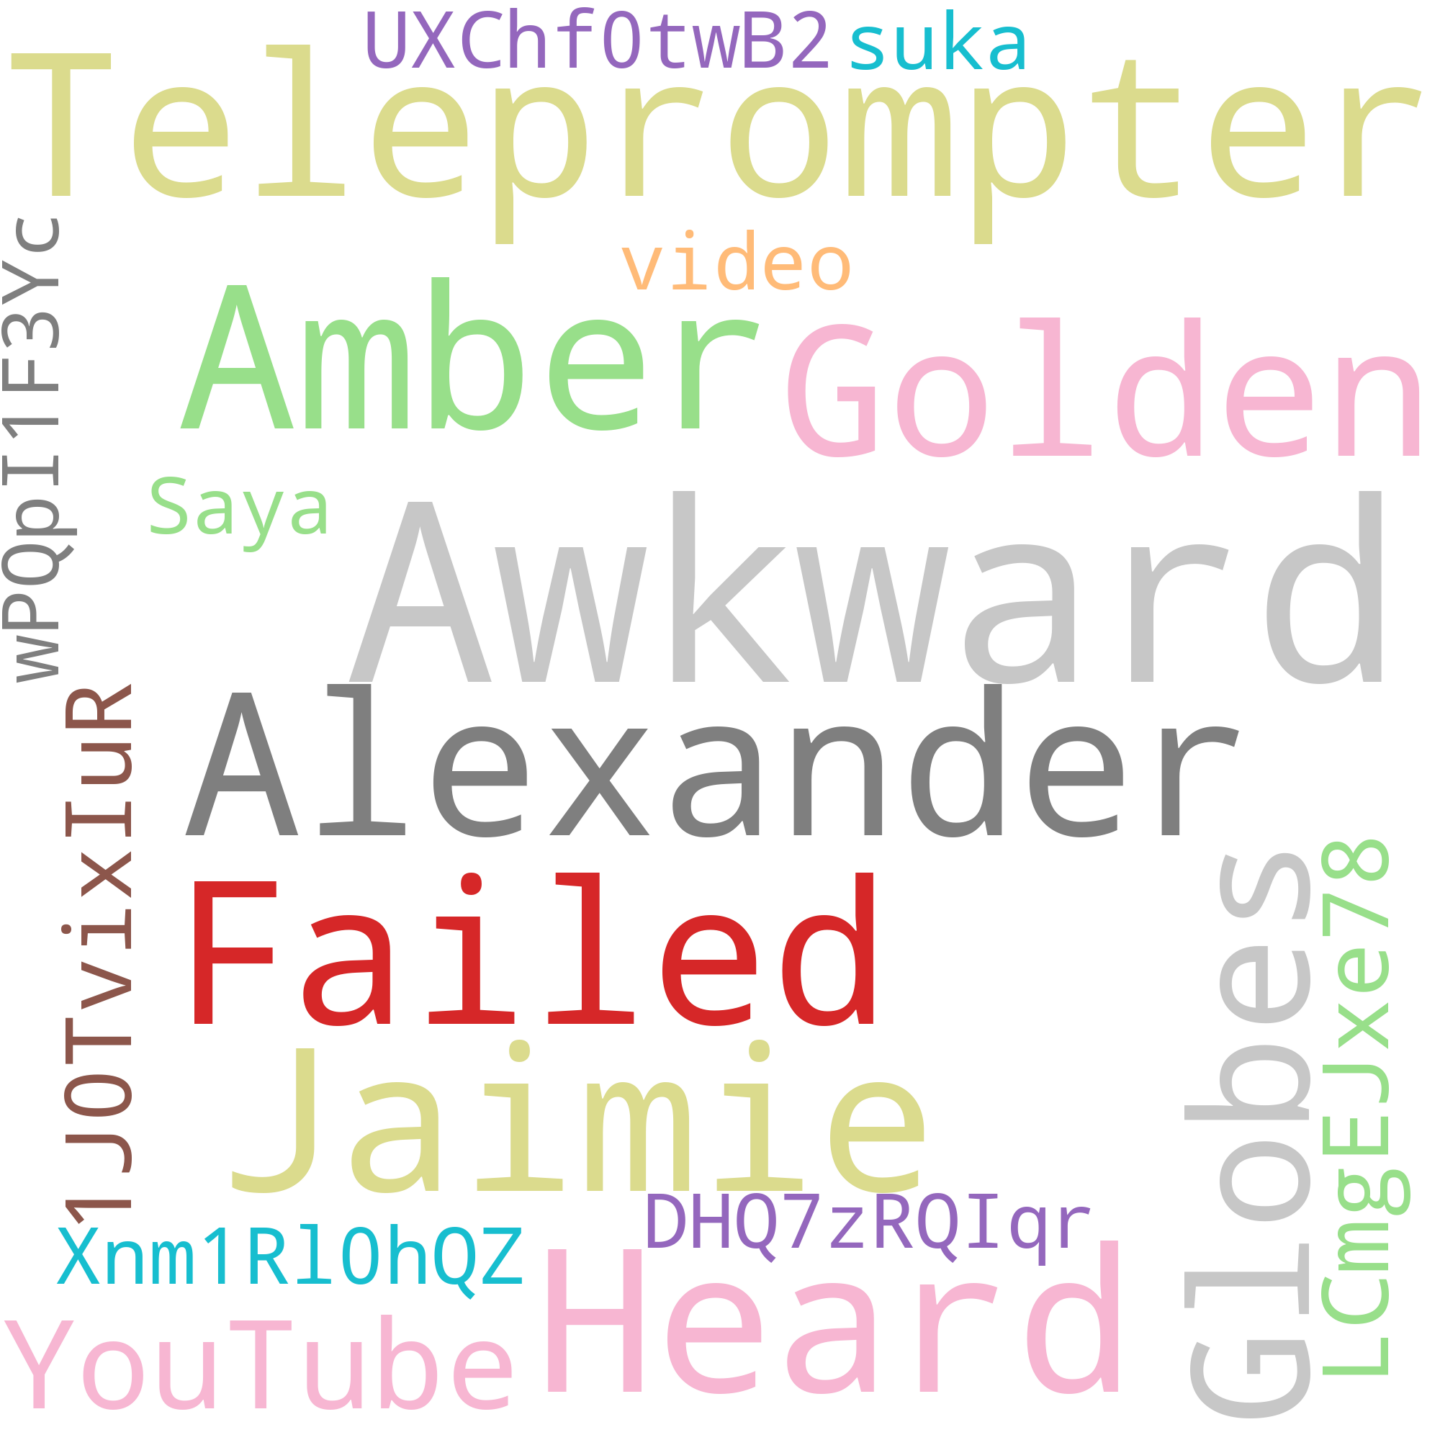 UXChf0twB2
suka
Teleprompter
wPQpI1F3Yc
video
Amber
Golden
Saya
Awkward
Alexander
1J0TvixIuR
Failed
Globes
LCmgEJxe78
Jaimie
DHQ7zRQIqr
Xnm1Rl0hQZ
Heard
YouTube